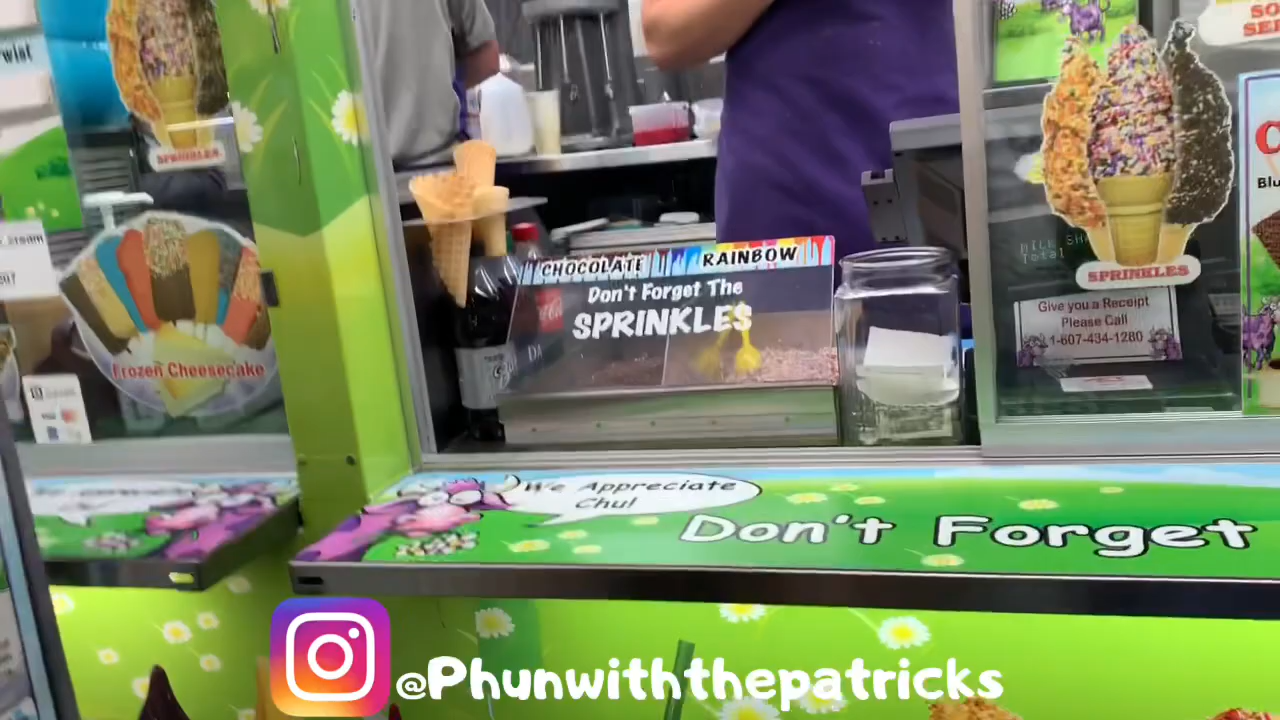 SPRINKLES
Frozen Cheesecake
CHOCOLATE
RAINBOW
Don't Forget The
SPRINKLES
SPRINKLES
Give you a Receipt
Please Call
1-607-434-1280
We Appreciate
Chu!
Don't Forget
@Phunwiththepatricks